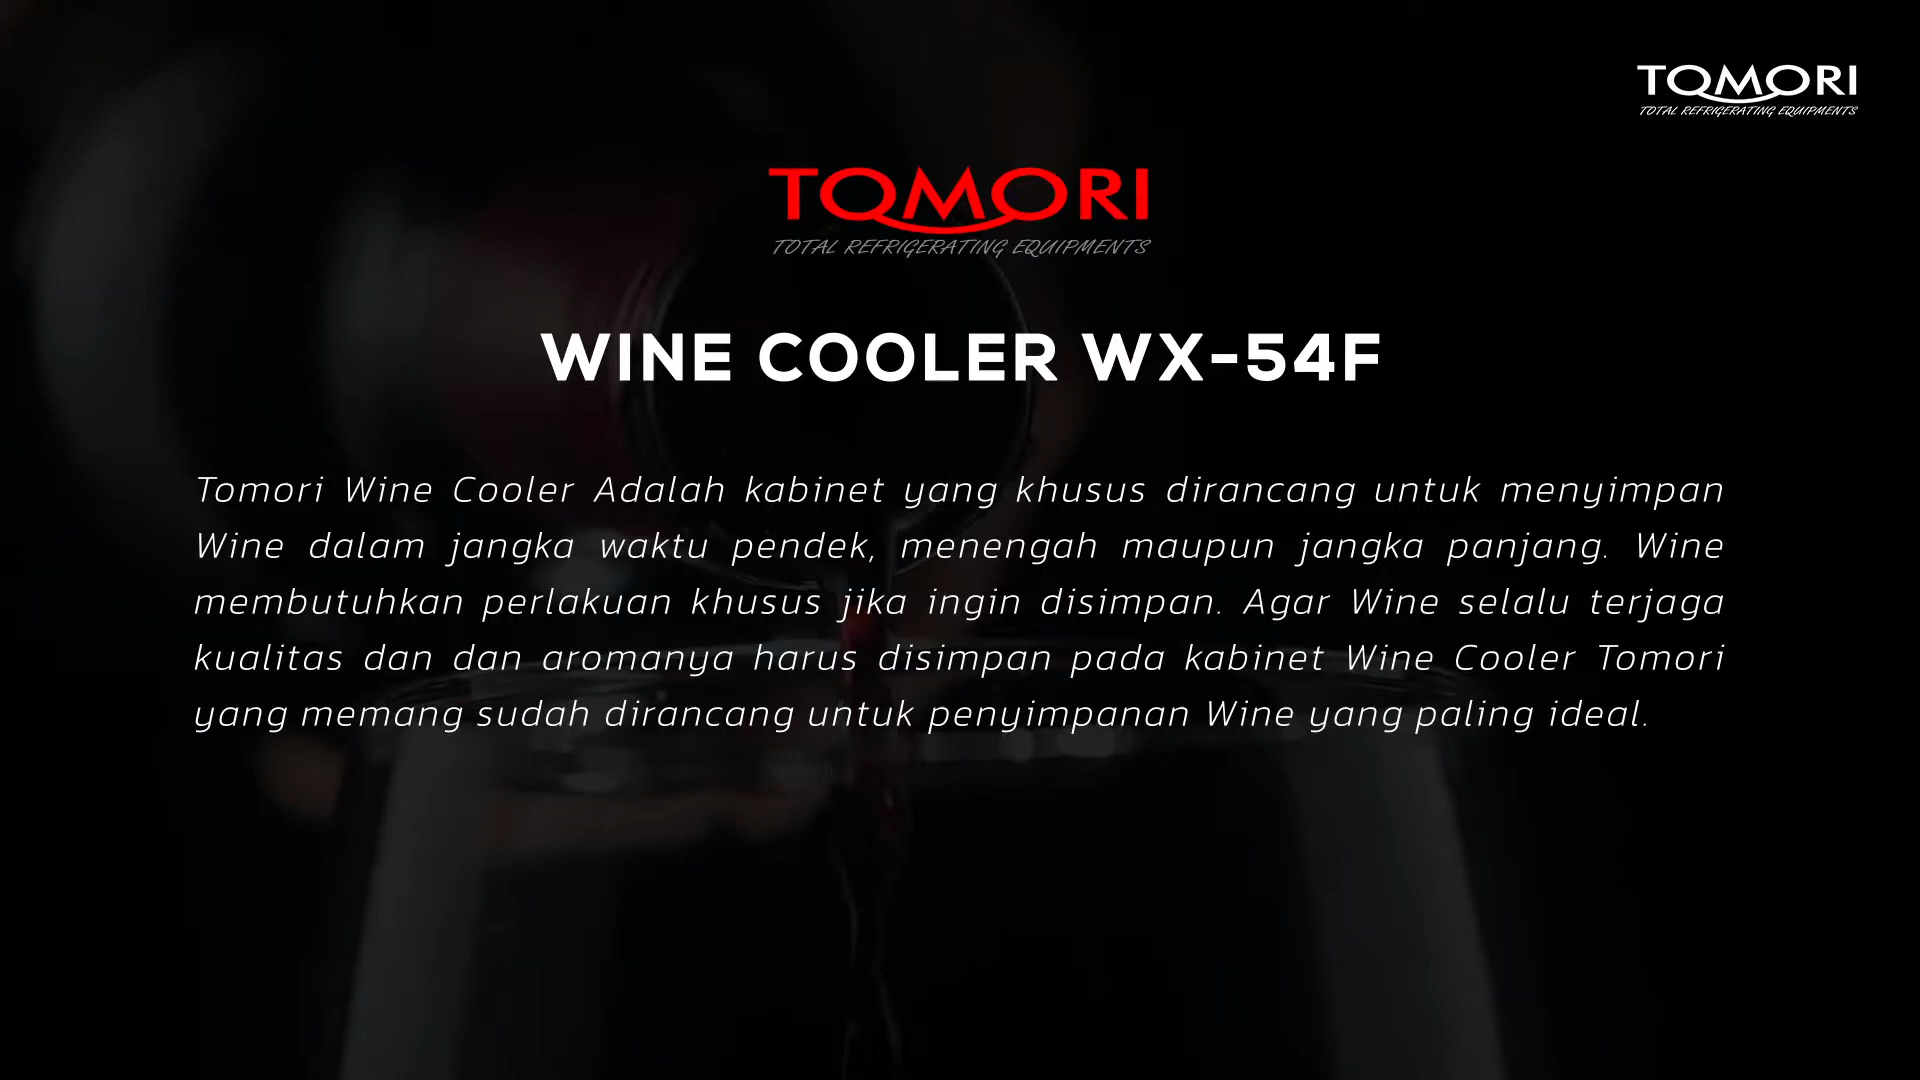 TOMORI
TOTAL REFRIGERATING EQUIPMENTS
TOMORI
TOTAL REFRIGERATING EQUIPMENTS
WINE COOLER WX-54F
Tomori Wine Cooler Adalah kabinet yang khusus dirancang untuk menyimpan
Wine dalam jangka waktu pendek, menengah maupun jangka panjang. Wine
membutuhkan perlakuan khusus jika ingin disimpan. Agar Wine selalu terjaga
kualitas dan dan aromanya harus disimpan pada kabinet Wine Cooler Tomori
yang memang sudah dirancang untuk penyimpanan Wine yang paling ideal.